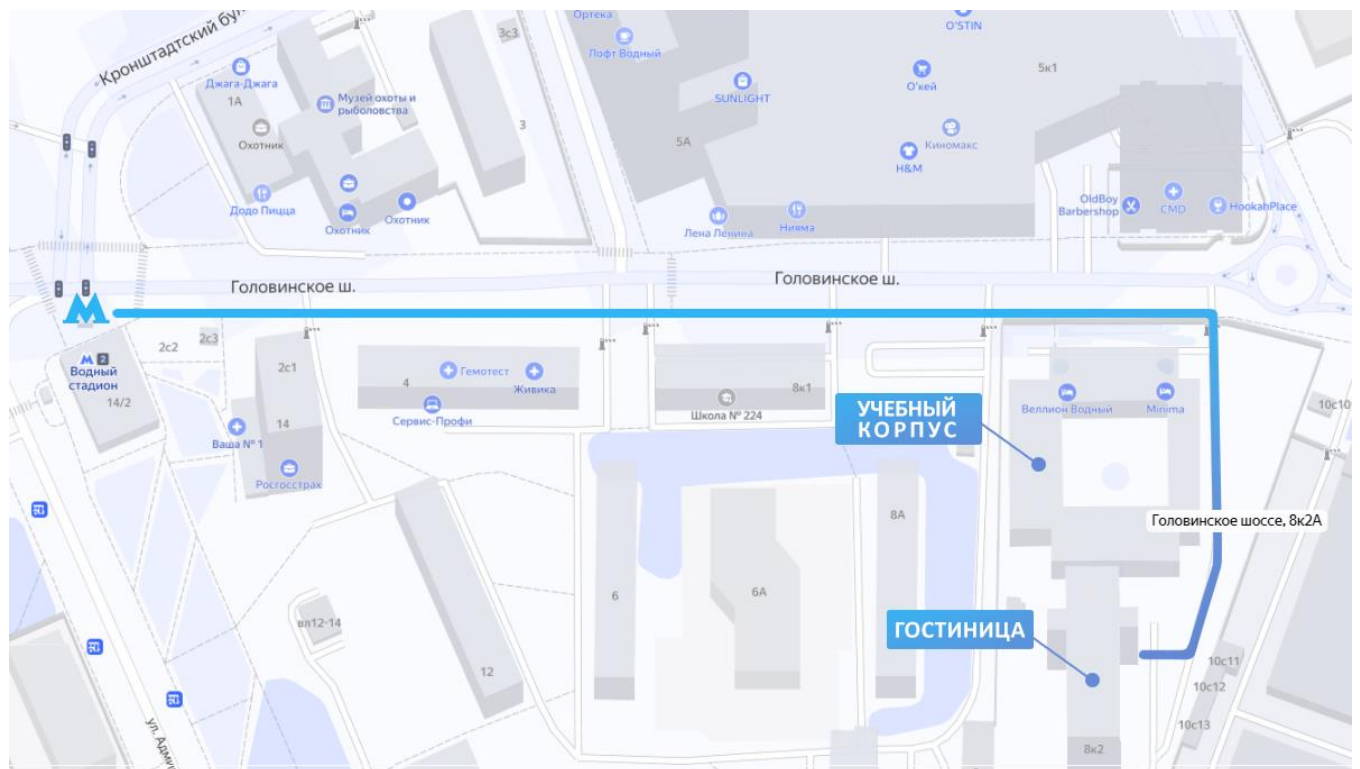 Кронштадтский бул
Ортека
O'STIN
3с3
Лофт Водный
Джага-Джага
5к1
О'кей
SUNLIGHT
1А
Музей охоты и
рыболовства
3
Охотник
5А
Киномакс
H&M
Додо Пицца
Охотник
Охотник
OldBoy
Barbershop
CMD
HookahPlace
Лена Ленина
Нияма
Головинское ш.
Головинское ш.
2с2
2с3
М 2
Водный
стадион
14/2
2с1
4
Гемотест
Живика
8к1
Сервис-Профи
Школа № 224
УЧЕБНЫЙ
КОРПУС
Веллион Водный
Minima
10с10
14
Ваша № 1
Росгосстрах
8А
Головинское шоссе, 8к2А
6
6А
вл12-14
ГОСТИНИЦА
12
10с11
10с12
10с13
ул. Адми
8к2